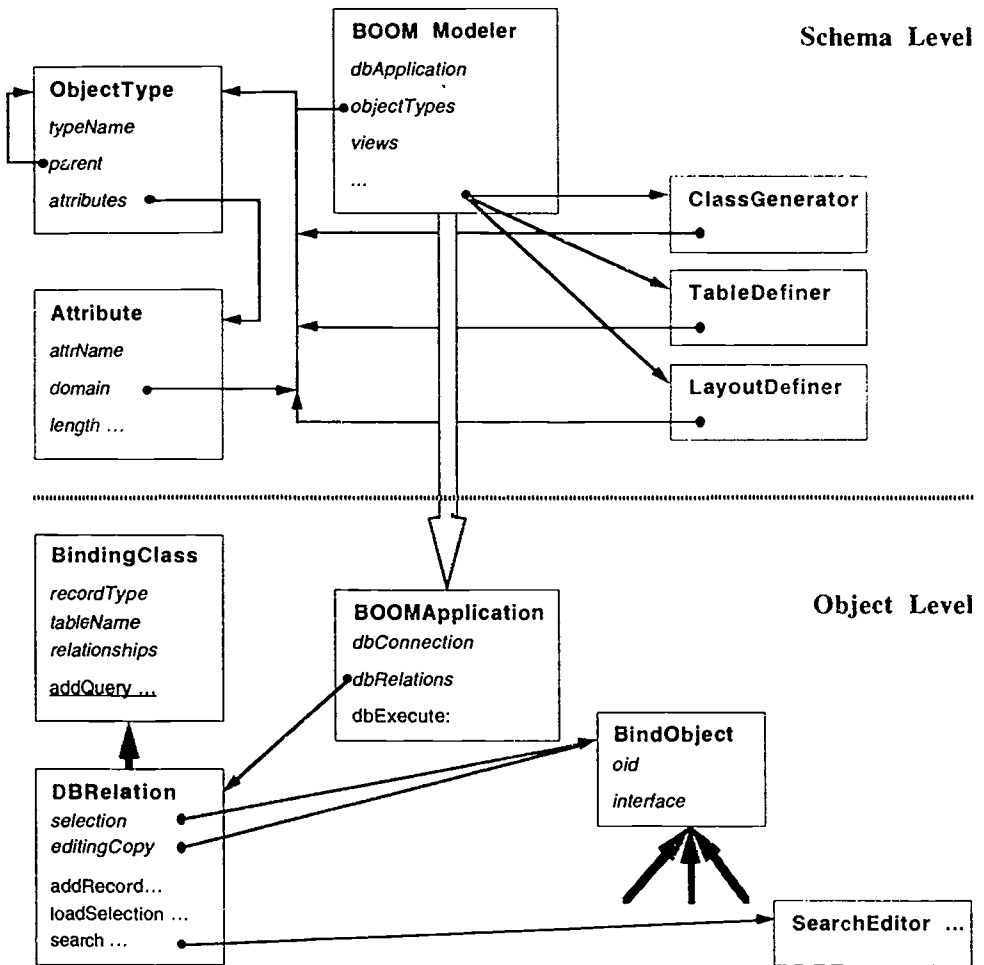 BOOM Modeler
dbApplication
objectTypes
views
...
Schema Level
ObjectType
typeName
parent
attributes
ClassGenerator
TableDefiner
LayoutDefiner
Attribute
attrName
domain
length ...
BindingClass
recordType
tableName
relationships
addQuery ...
BOOMApplication
dbConnection
dbRelations
dbExecute:
Object Level
BindObject
oid
interface
DBRelation
selection
editingCopy
addRecord...
loadSelection ...
search ...
SearchEditor ...